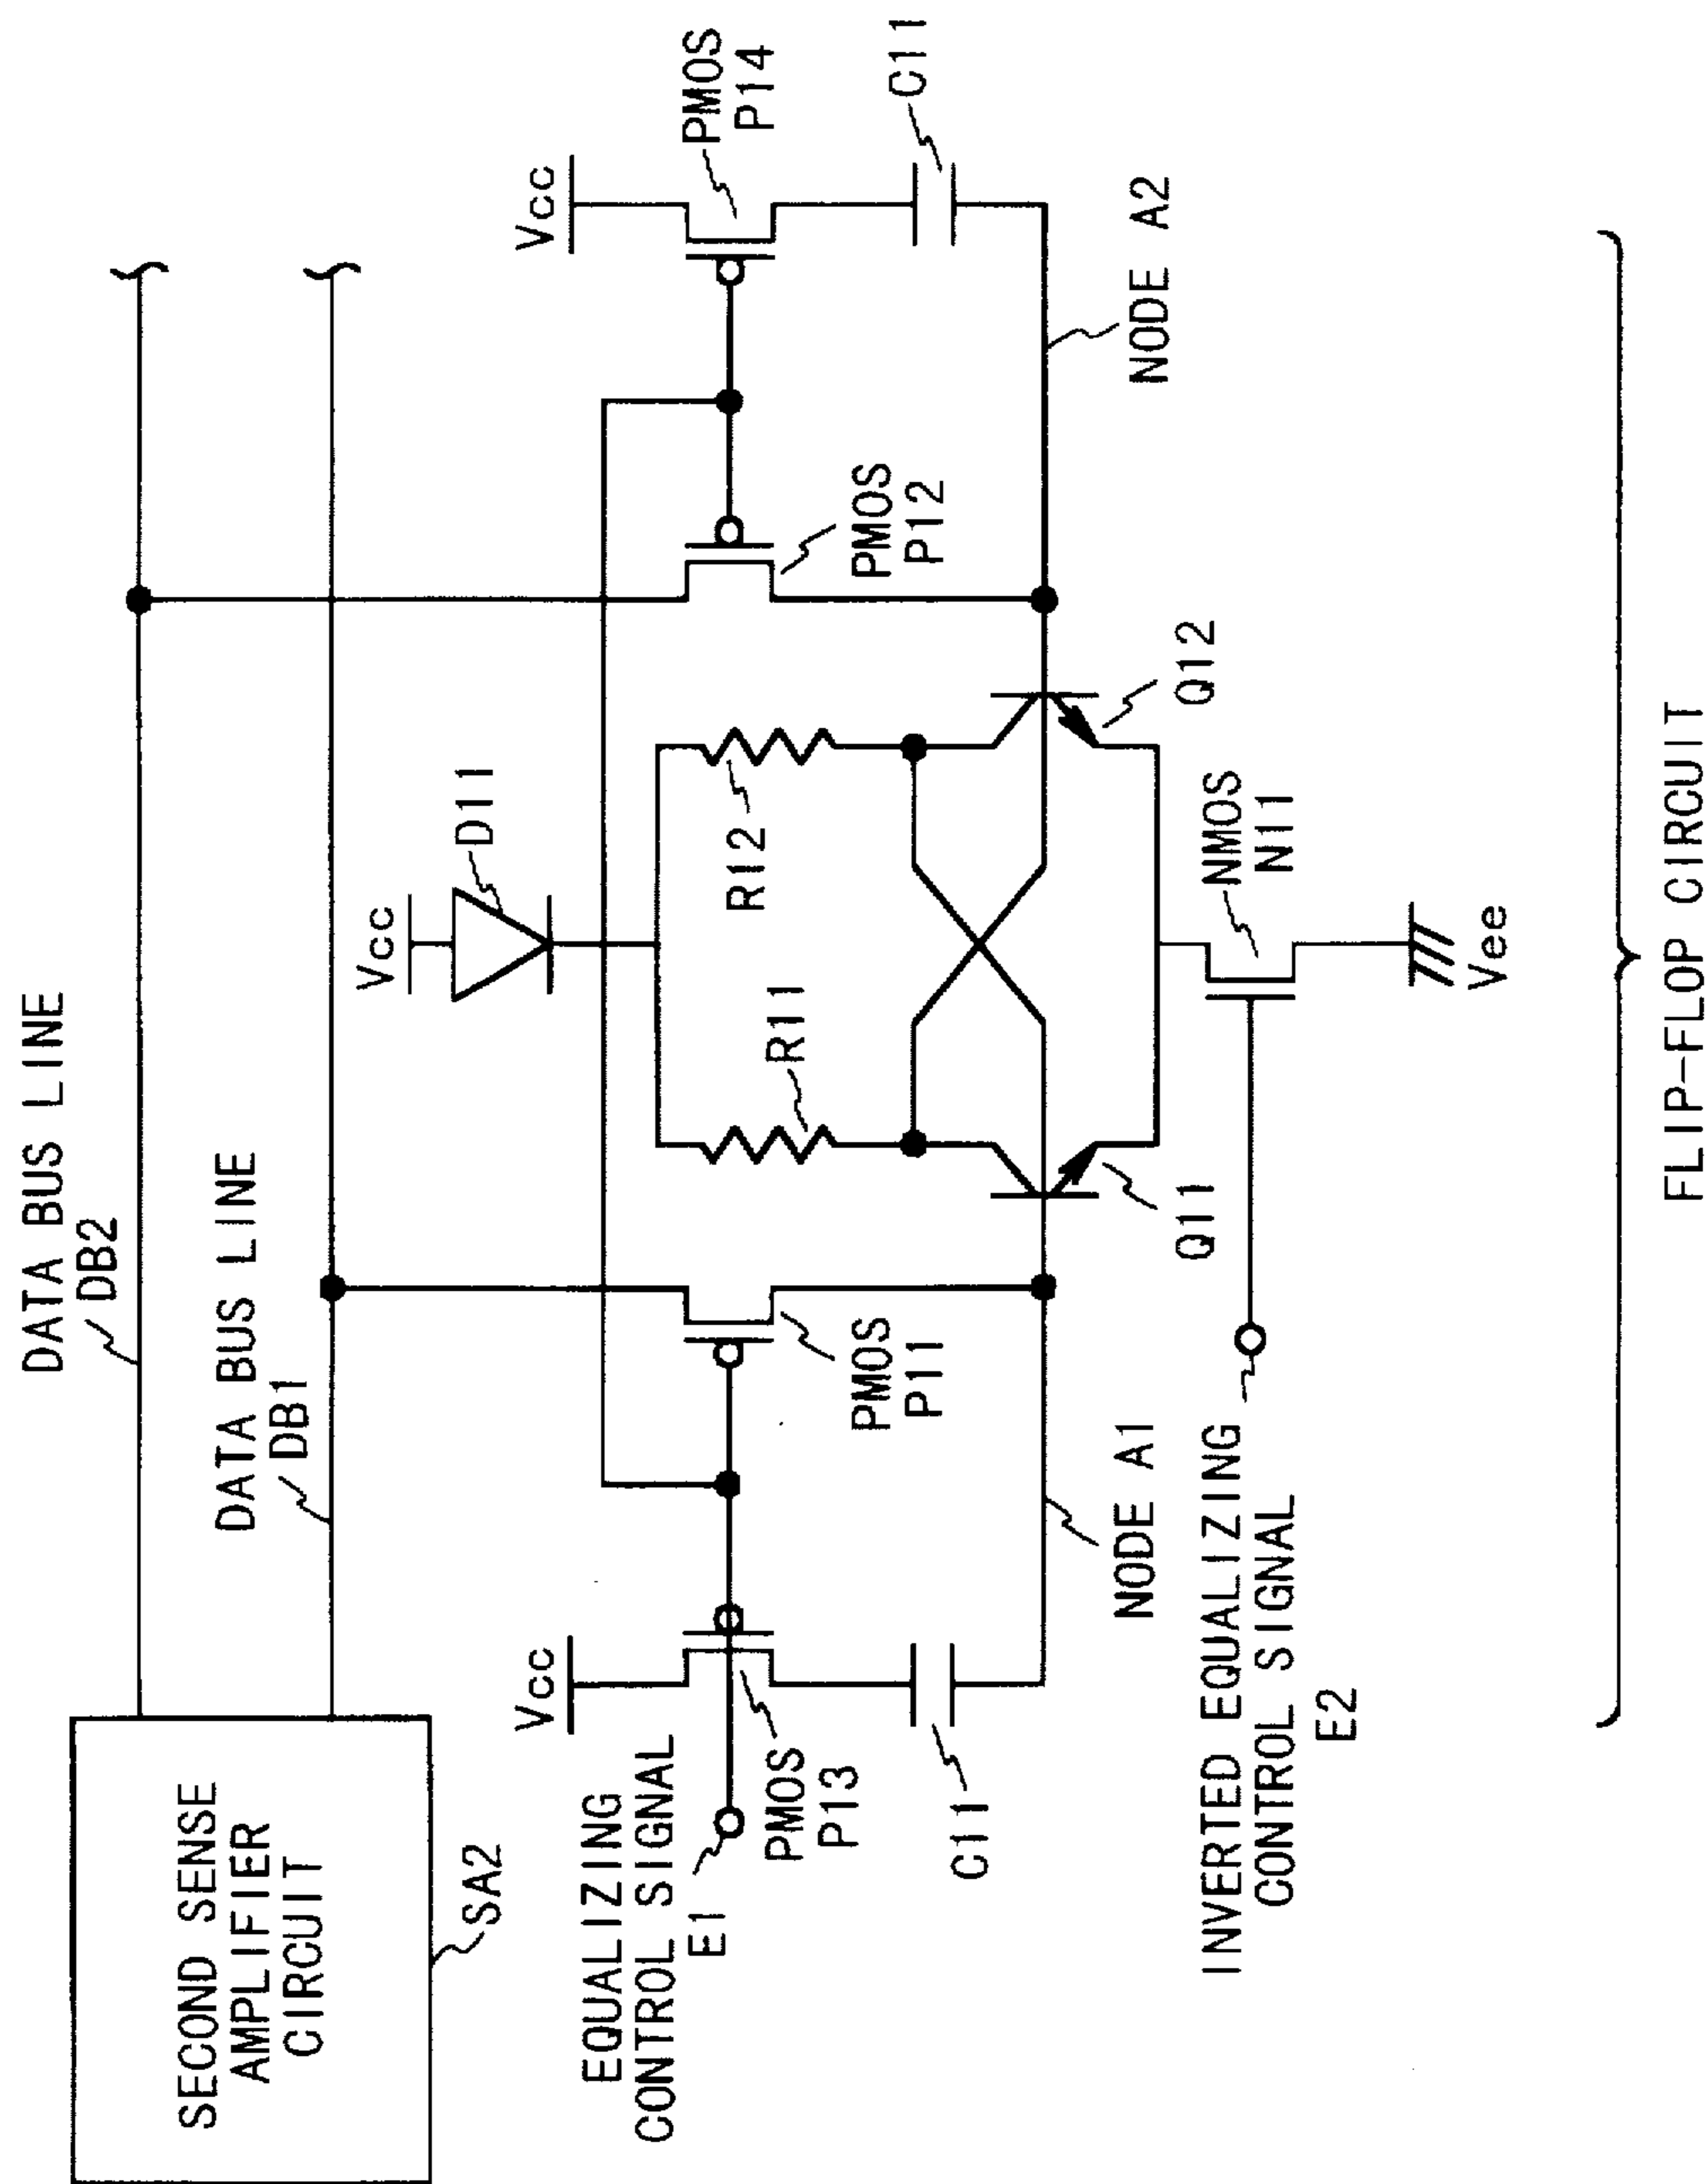 DATA BUS LINE
DB2
DATA BUS LINE
DB1
SECOND SENSE
AMPLIFIER
CIRCUIT
SA2
EQUALIZING
CONTROL SIGNAL
E1
Vcc
PMOS
P13
C11
PMOS
P11
NODE A1
INVERTED EQUALIZING
CONTROL SIGNAL
E2
Vcc
D11
R11
R12
Q11
Q12
NMOS
N11
Vee
PMOS
P12
Vcc
PMOS
P14
C11
NODE A2
FLIP-FLOP CIRCUIT